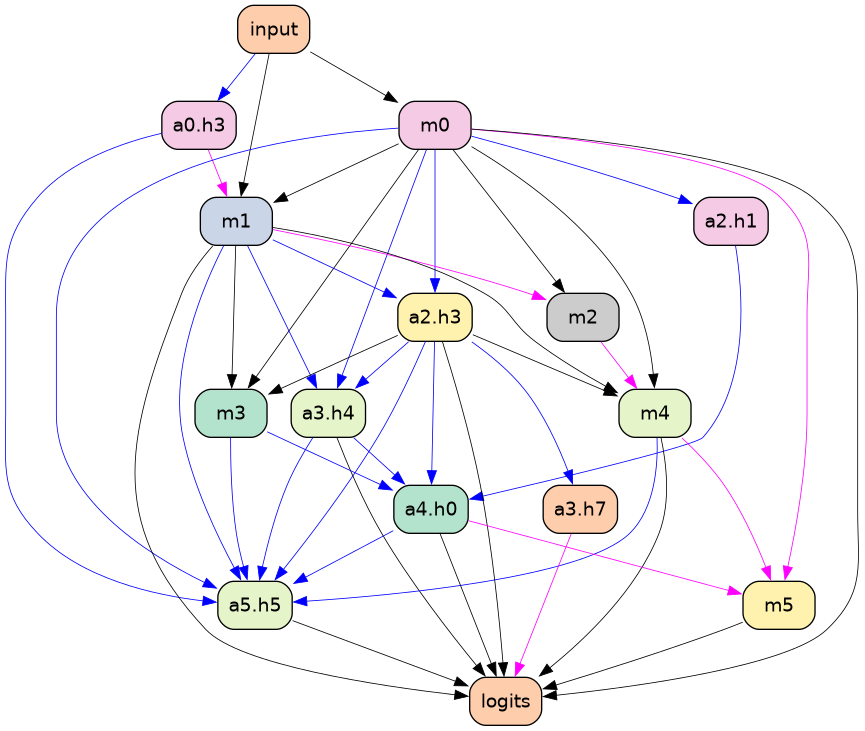 input
a0.h3
m0
m1
a2.h1
a2.h3
m2
m3
a3.h4
m4
a4.h0
a3.h7
a5.h5
m5
logits